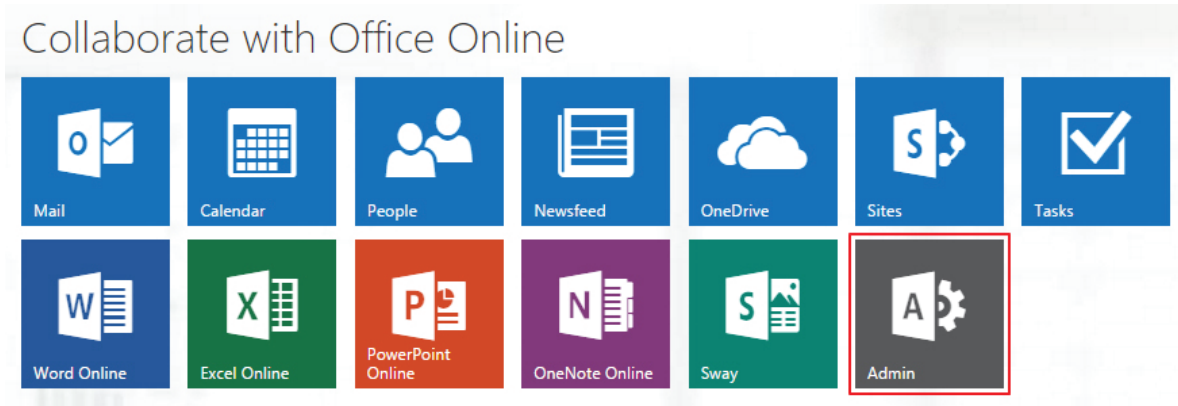 Collaborate with Office Online
O
S
Mail
Calendar
People
Newsfeed
OneDrive
Sites
Tasks
W
X
P
N
S
A
Word Online
Excel Online
PowerPoint
Online
OneNote Online
Sway
Admin